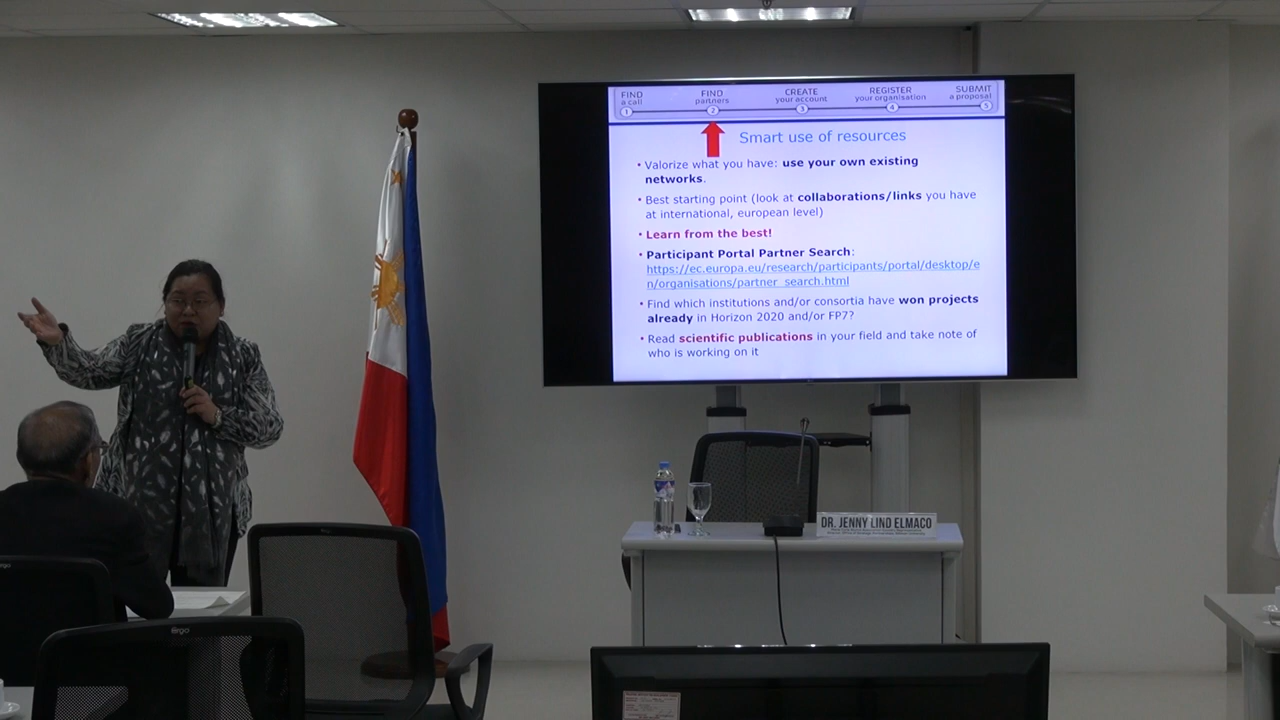 FIND
a call
FIND
partners
CREATE
your account
REGISTER
your organisation
SUBMIT
a proposal
1
2
3
4
5
Smart use of resources
• Valorize what you have: use your own existing
networks.
• Best starting point (look at collaborations/links you have
at international, european level)
• Learn from the best!
• Participant Portal Partner Search:
https://ec.europa.eu/research/participants/portal/desktop/e
n/organisations/partner_search.html
• Find which institutions and/or consortia have won projects
already in Horizon 2020 and/or FP7?
• Read scientific publications in your field and take note of
who is working on it
DR. JENNY LIND ELMACO
ergo